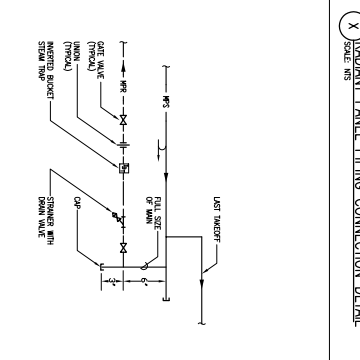 X
RADIANT PANEL PIPING CONNECTION DETAIL
SCALE: NTS
LAST TAKEOFF
MPS
FULL SIZE
OF MAIN
6"
3"
MPR
GATE VALVE
(TYPICAL)
UNION
(TYPICAL)
INVERTED BUCKET
STEAM TRAP
CAP
STRAINER WITH
DRAIN VALVE